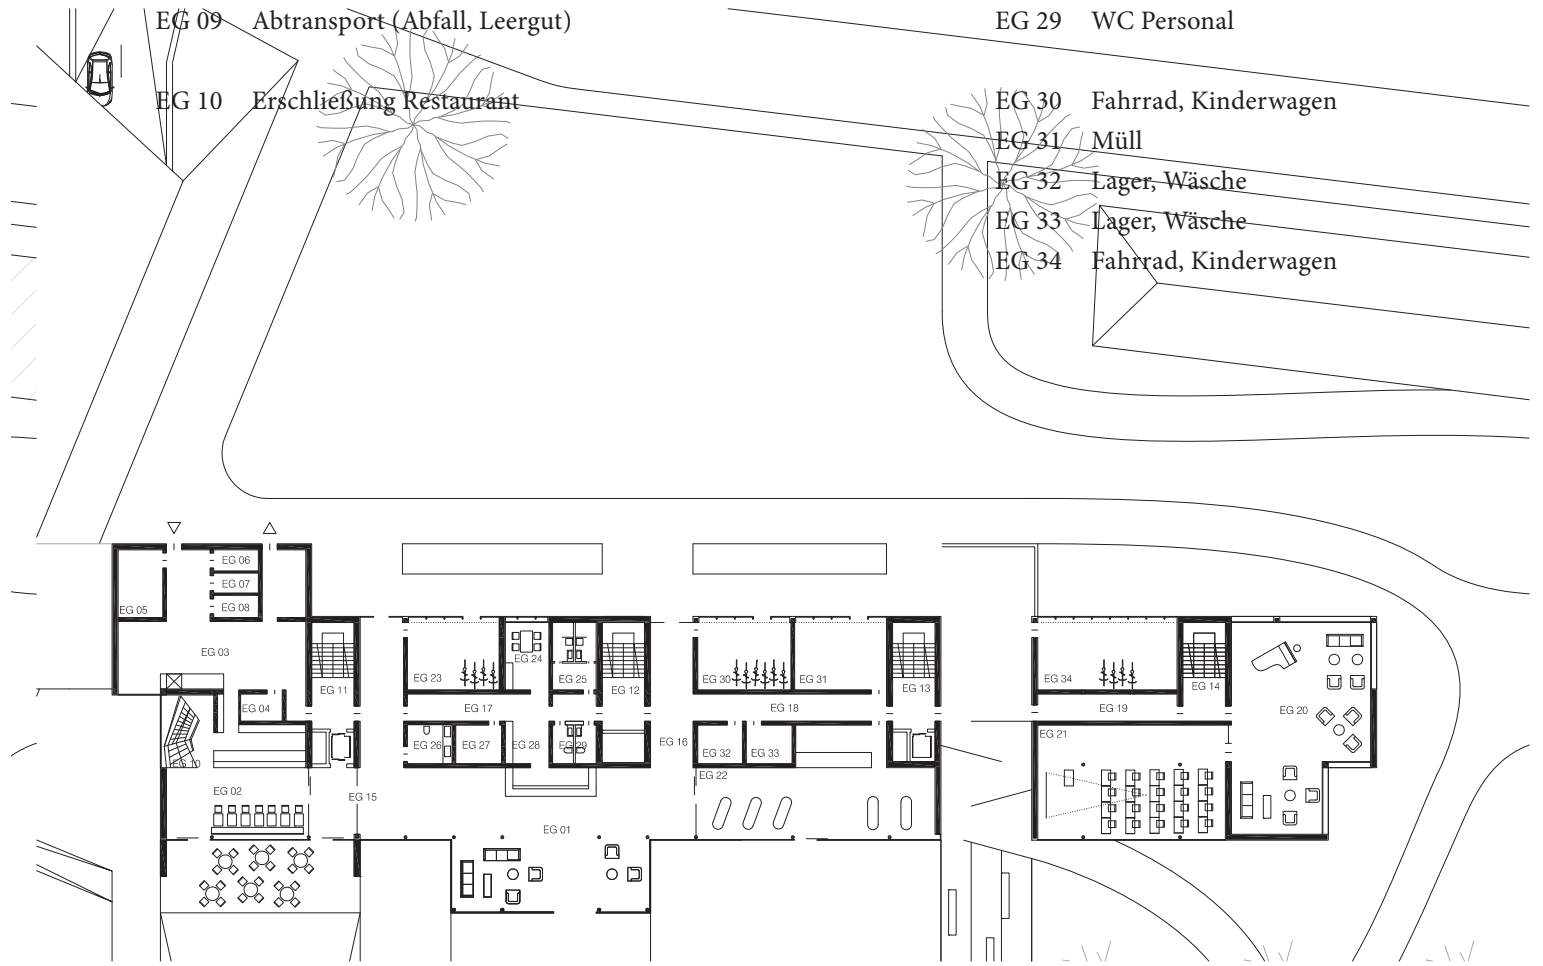 EG 09 Abtransport (Abfall, Leergut)
EG 29 WC Personal
EG 10 Erschließung Restaurant
EG 30 Fahrrad, Kinderwagen
EG 31 Müll
EG 32 Lager, Wäsche
EG 33 Lager, Wäsche
EG 34 Fahrrad, Kinderwagen
EG 06
EG 07
EG 08
EG 05
EG 03
EG 04
EG 11
EG 23
EG 24
EG 25
EG 12
EG 30
EG 31
EG 13
EG 34
EG 14
EG 17
EG 18
EG 19
EG 20
EG 10
EG 26
EG 27
EG 28
EG 29
EG 16
EG 32
EG 33
EG 21
EG 22
EG 02
EG 15
EG 01